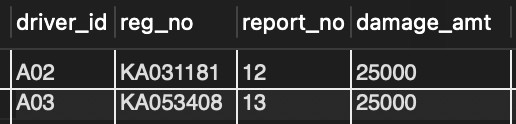 driver_id reg_no report_no damage_amt
A02 KA031181 12 25000
A03 KA053408 13 25000